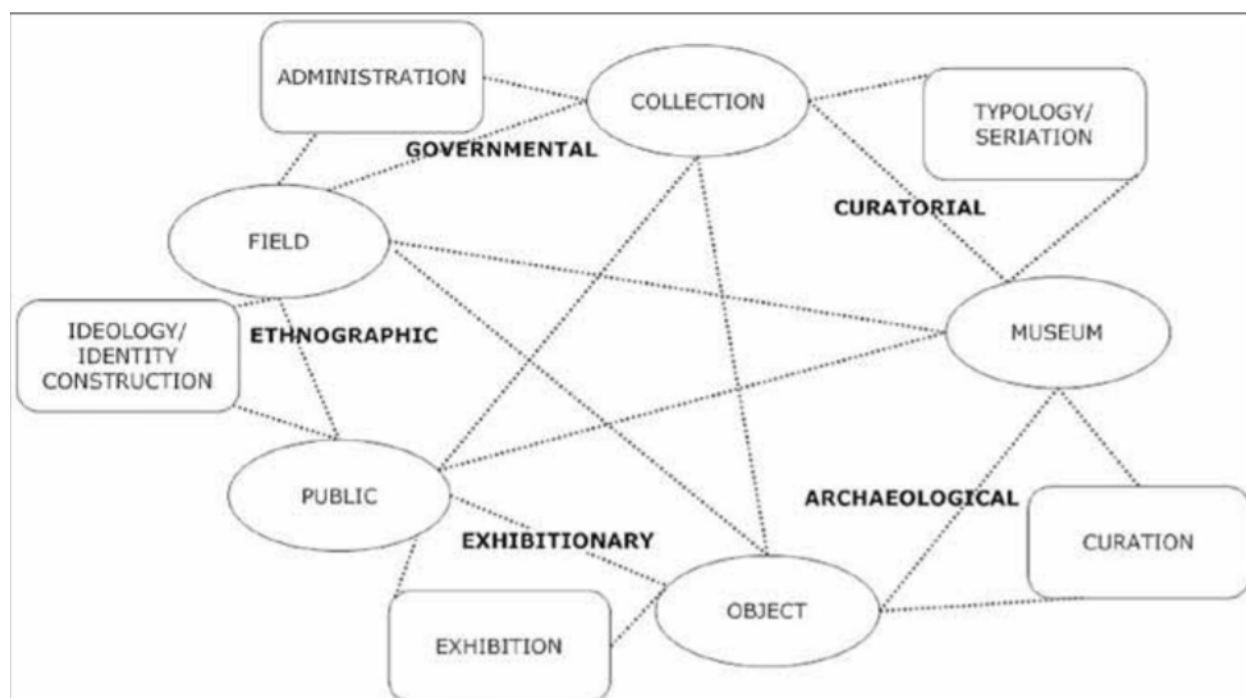 ADMINISTRATION
COLLECTION
TYPOLOGY/
SERIATION
GOVERNMENTAL
CURATORIAL
FIELD
IDEOLOGY/
IDENTITY
CONSTRUCTION
ETHNOGRAPHIC
MUSEUM
PUBLIC
ARCHAEOLOGICAL
EXHIBITIONARY
CURATION
OBJECT
EXHIBITION